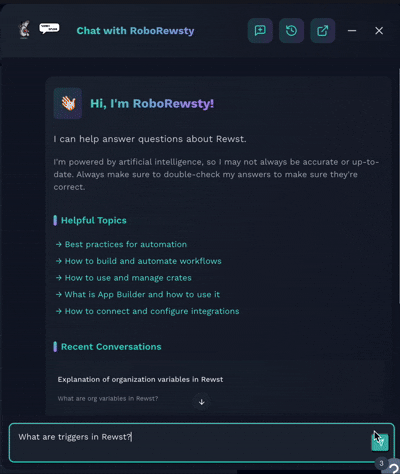 Chat with RoboRewsty
Hi, I'm RoboRewsty!
I can help answer questions about Rewst.
I'm powered by artificial intelligence, so I may not always be accurate or up-to-
date. Always make sure to double-check my answers to make sure they're
correct.
Helpful Topics
→ Best practices for automation
→ How to build and automate workflows
→ How to use and manage crates
→ What is App Builder and how to use it
→ How to connect and configure integrations
Recent Conversations
Explanation of organization variables in Rewst
What are org variables in Rewst?
What are triggers in Rewst?
3
?